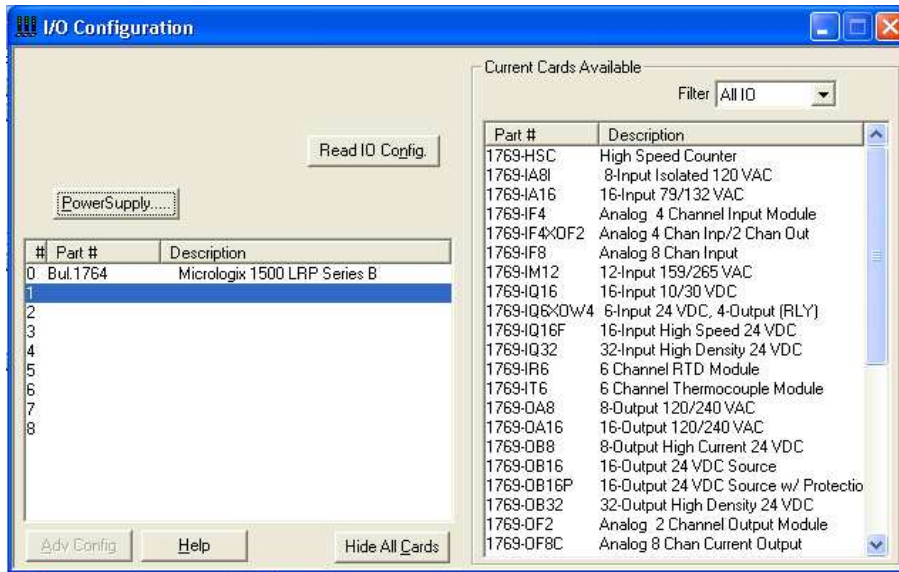 I/O Configuration
Current Cards Available
Filter All IO
Read IO Config.
PowerSupply.....
# Part # Description
0 Bul.1764 Micrologix 1500 LRP Series B
1
2
3
4
5
6
7
8
Adv Config Help Hide All Cards
Part # Description
1769-HSC High Speed Counter
1769-IA8I 8-Input Isolated 120 VAC
1769-IA16 16-Input 79/132 VAC
1769-IF4 Analog 4 Channel Input Module
1769-IF4XOF2 Analog 4 Chan Inp/2 Chan Out
1769-IF8 Analog 8 Chan Input
1769-IM12 12-Input 159/265 VAC
1769-IQ16 16-Input 10/30 VDC
1769-IQ6XOW4 6-Input 24 VDC, 4-Output (RLY)
1769-IQ16F 16-Input High Speed 24 VDC
1769-IQ32 32-Input High Density 24 VDC
1769-IR6 6 Channel RTD Module
1769-IT6 6 Channel Thermocouple Module
1769-OA8 8-Output 120/240 VAC
1769-OA16 16-Output 120/240 VAC
1769-OB8 8-Output High Current 24 VDC
1769-OB16 16-Output 24 VDC Source
1769-OB16P 16-Output 24 VDC Source w/ Protectio
1769-OB32 32-Output High Density 24 VDC
1769-OF2 Analog 2 Channel Output Module
1769-OF8C Analog 8 Chan Current Output